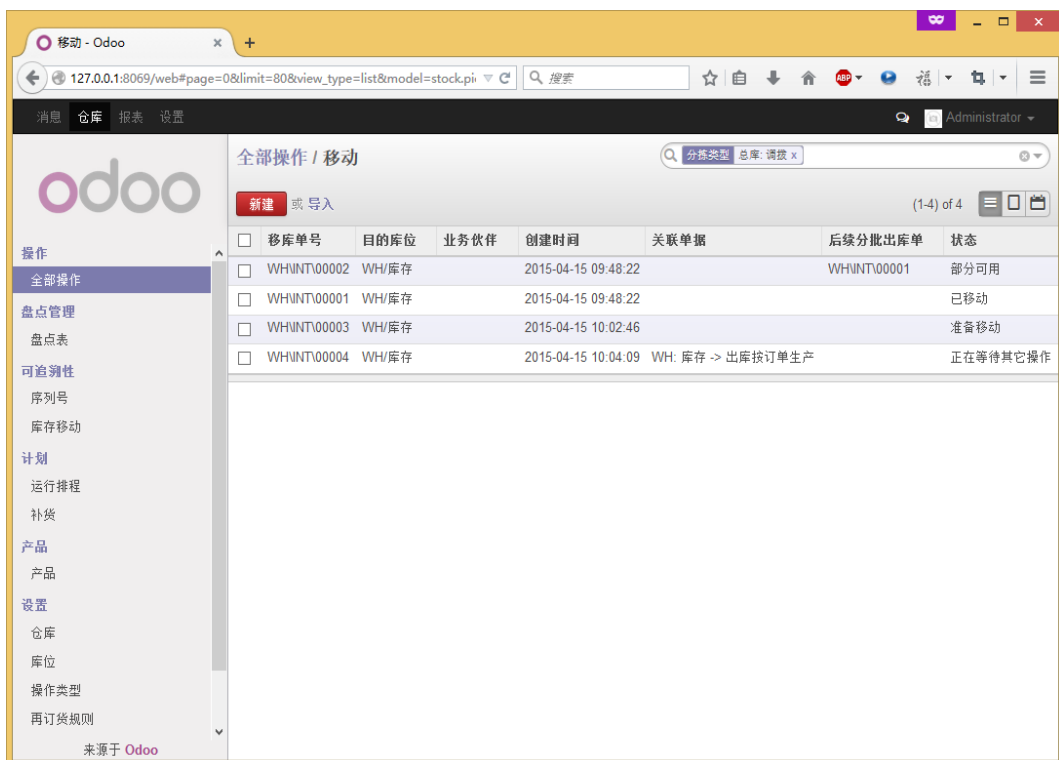 移动 - Odoo
127.0.0.1:8069/web#page=0&limit=80&view_type=list&model=stock.pi
搜索
ABP
消息 仓库 报表 设置
Administrator
odoo
全部操作 / 移动
分拣类型 总库: 调拨 x
新建 或 导入
(1-4) of 4
操作
全部操作
盘点管理
盘点表
可追溯性
序列号
库存移动
计划
运行排程
补货
产品
产品
设置
仓库
库位
操作类型
再订货规则
来源于 Odoo
移库单号 目的库位 业务伙伴 创建时间 关联单据 后续分批出库单 状态
WH\INT\00002 WH/库存 2015-04-15 09:48:22 WH\INT\00001 部分可用
WH\INT\00001 WH/库存 2015-04-15 09:48:22 已移动
WH\INT\00003 WH/库存 2015-04-15 10:02:46 准备移动
WH\INT\00004 WH/库存 2015-04-15 10:04:09 WH: 库存 -> 出库按订单生产 正在等待其它操作